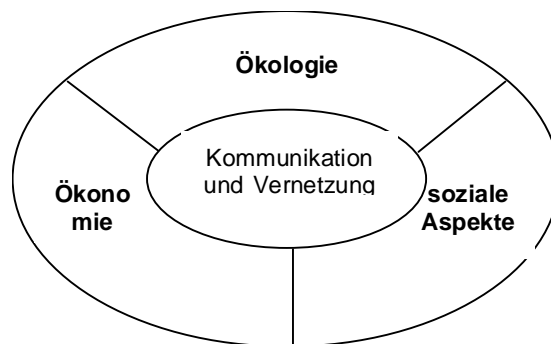 Ökologie
Kommunikation
und Vernetzung
Ökono
mie
soziale
Aspekte